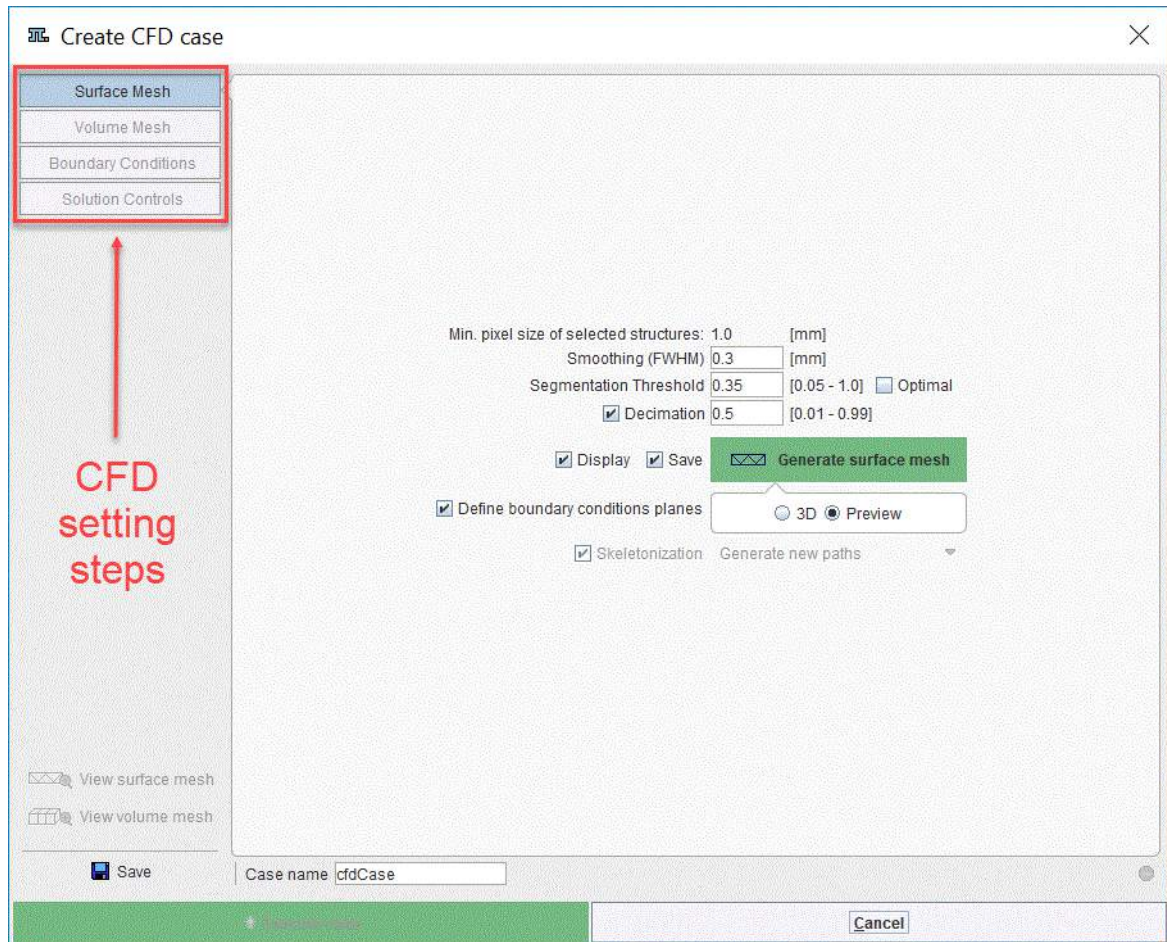 Create CFD case
Surface Mesh
Volume Mesh
Boundary Conditions
Solution Controls
CFD
setting
steps
Min. pixel size of selected structures: 1.0 [mm]
Smoothing (FWHM) 0.3 [mm]
Segmentation Threshold 0.35 [0.05 - 1.0] Optimal
Decimation 0.5 [0.01 - 0.99]
Display Save Generate surface mesh
Define boundary conditions planes 3D Preview
Skeletonization Generate new paths
View surface mesh
View volume mesh
Save
Case name cfdCase
Cancel